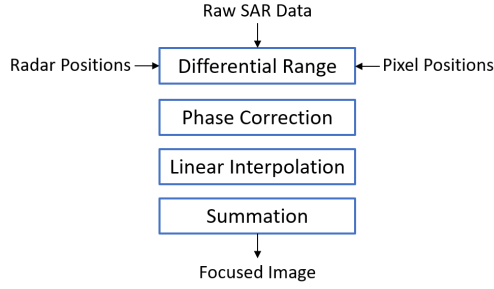 Raw SAR Data
Radar Positions
Differential Range
Pixel Positions
Phase Correction
Linear Interpolation
Summation
Focused Image